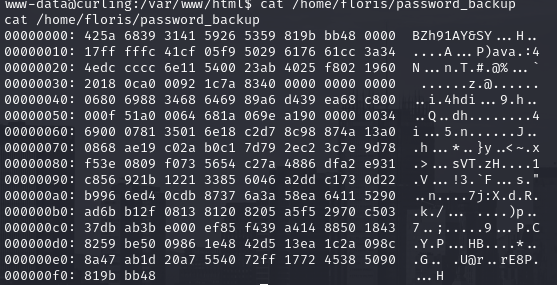 www-data@curling:/var/www/html$ cat /home/floris/password_backup
cat /home/floris/password_backup
00000000: 425a 6839 3141 5926 5359 819b bb48 0000  BZh91AY&SY...H..
00000010: 17ff fffc 41cf 05f9 5029 6176 61cc 3a34  ....A...P)ava.:4
00000020: 4edc cccc 6e11 5400 23ab 4025 f802 1960  N...n.T.#.@%...`
00000030: 2018 0ca0 0092 1c7a 8340 0000 0000 0000   ......z.@......
00000040: 0680 6988 3468 6469 89a6 d439 ea68 c800  ..i.4hdi...9.h..
00000050: 000f 51a0 0064 681a 069e a190 0000 0034  ..Q..dh........4
00000060: 6900 0781 3501 6e18 c2d7 8c98 874a 13a0  i...5.n......J..
00000070: 0868 ae19 c02a b0c1 7d79 2ec2 3c7e 9d78  .h...*..}y..<~.x
00000080: f53e 0809 f073 5654 c27a 4886 dfa2 e931  .>...sVT.zH....1
00000090: c856 921b 1221 3385 6046 a2dd c173 0d22  .V...!3.`F...s."
000000a0: b996 6ed4 0cdb 8737 6a3a 58ea 6411 5290  ..n....7j:X.d.R.
000000b0: ad6b b12f 0813 8120 8205 a5f5 2970 c503  .k./... ....)p..
000000c0: 37db ab3b e000 ef85 f439 a414 8850 1843  7..;.....9...P.C
000000d0: 8259 be50 0986 1e48 42d5 13ea 1c2a 098c  .Y.P...HB....*..
000000e0: 8a47 ab1d 20a7 5540 72ff 1772 4538 5090  .G.. .U@r..rE8P.
000000f0: 819b bb48                                ...H